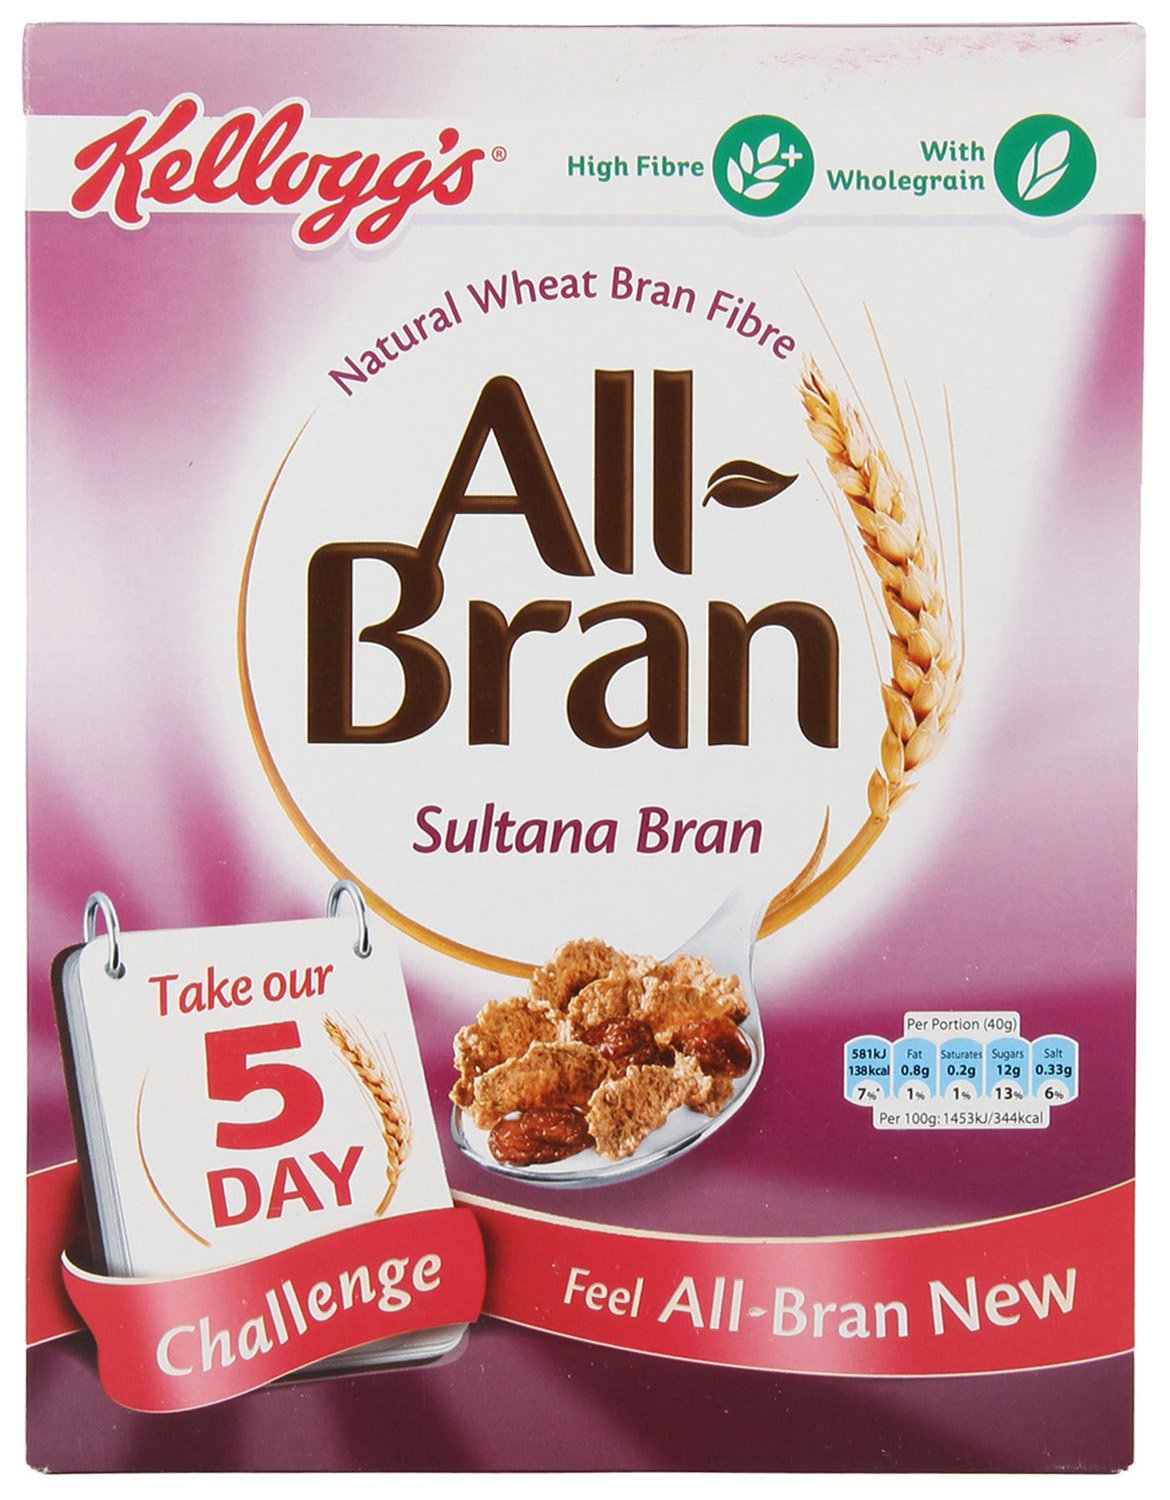 Kellogg's®
High Fibre
With
Wholegrain
Natural Wheat Bran Fibre
All-
Bran
Sultana Bran
Take our
5
DAY
Challenge
Per Portion (40g)
581kJ Fat Saturates Sugars Salt
138kcal 0.8g 0.2g 12g 0.33g
7%* 1% 1% 13% 6%
Per 100g: 1453kJ/344kcal
Feel All-Bran New